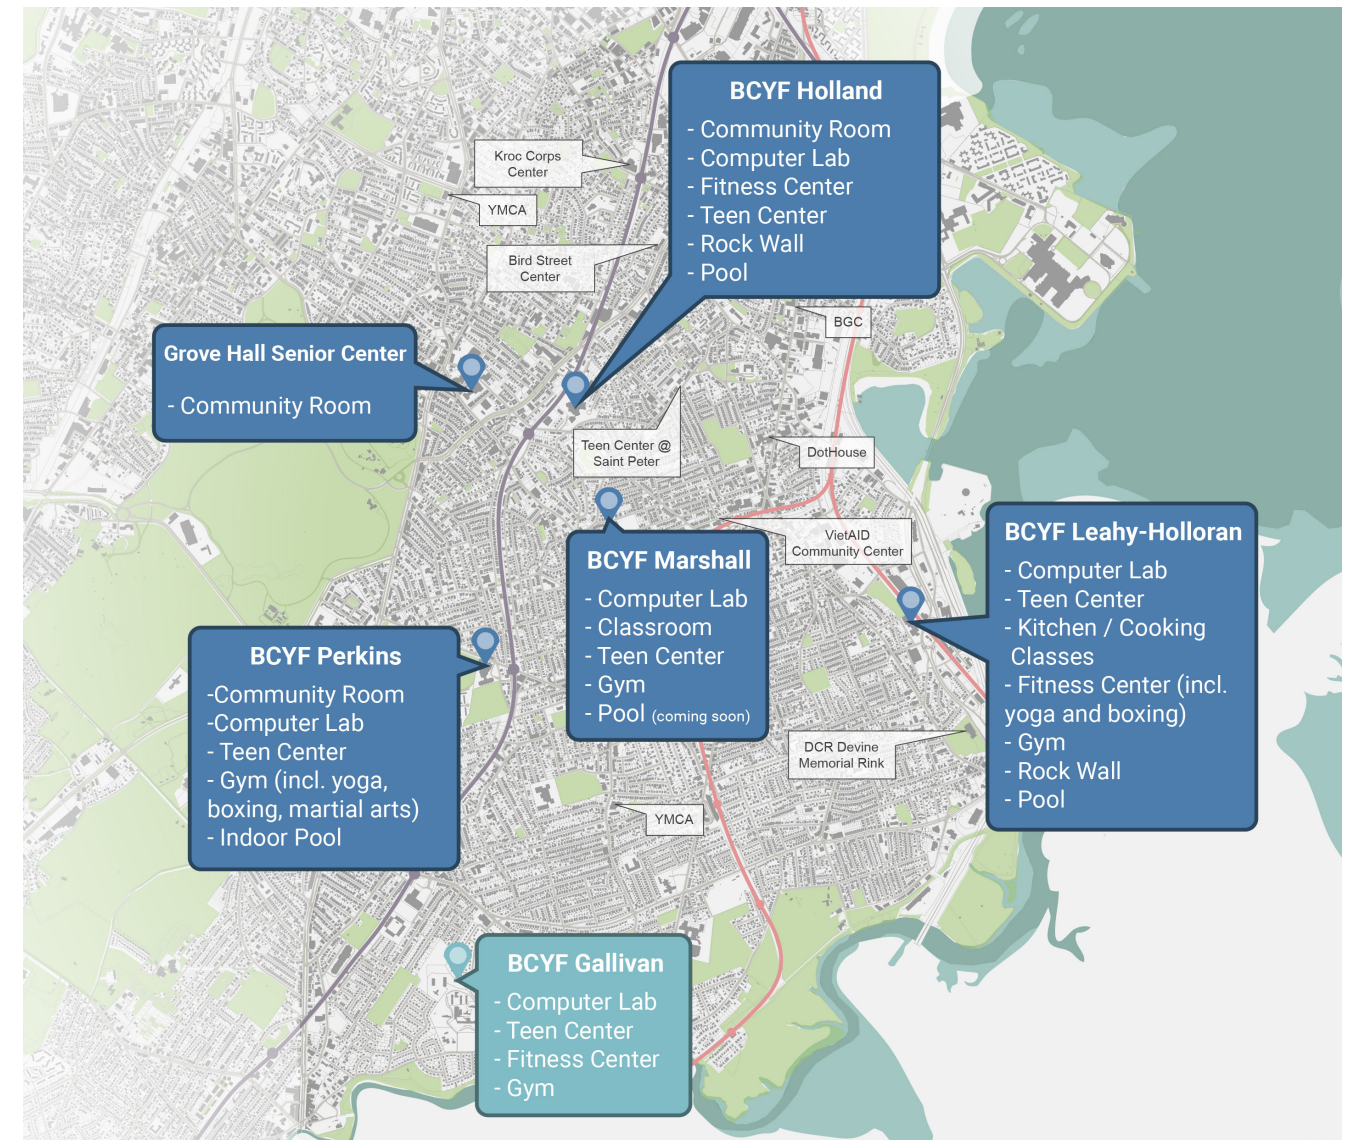 BCYF Holland
- Community Room
- Computer Lab
- Fitness Center
- Teen Center
- Rock Wall
- Pool
Kroc Corps
Center
YMCA
Bird Street
Center
BGC
Grove Hall Senior Center
- Community Room
Teen Center @
Saint Peter
DotHouse
VietAID
Community Center
BCYF Marshall
- Computer Lab
- Classroom
- Teen Center
- Gym
- Pool (coming soon)
BCYF Leahy-Holloran
- Computer Lab
- Teen Center
- Kitchen / Cooking
Classes
- Fitness Center (incl.
yoga and boxing)
- Gym
- Rock Wall
- Pool
BCYF Perkins
-Community Room
-Computer Lab
- Teen Center
- Gym (incl. yoga,
boxing, martial arts)
- Indoor Pool
DCR Devine
Memorial Rink
YMCA
BCYF Gallivan
- Computer Lab
- Teen Center
- Fitness Center
- Gym